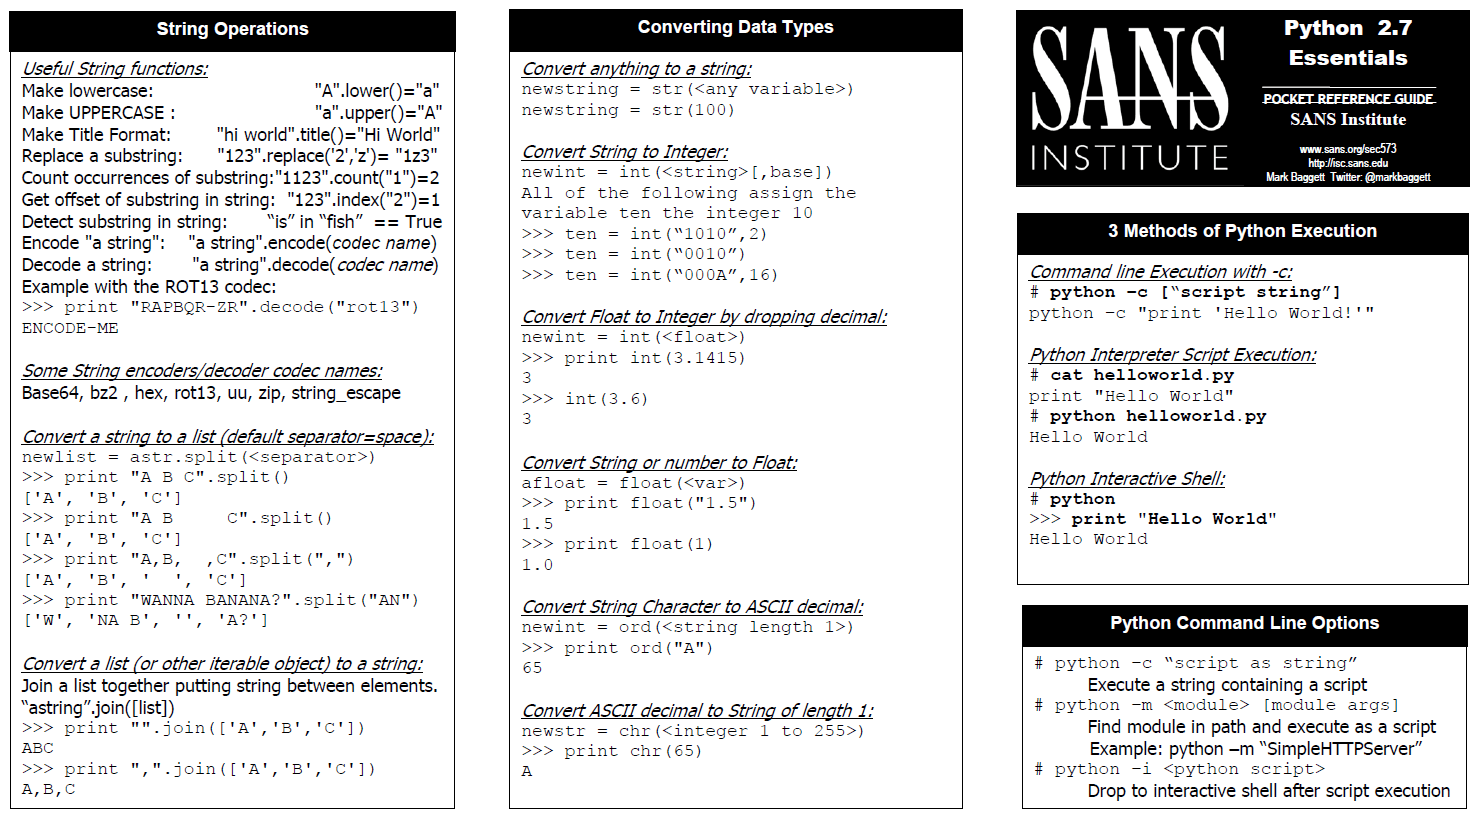 String Operations
Useful String functions:
Make lowercase: "A".lower()="a"
Make UPPERCASE : "a".upper()="A"
Make Title Format: "hi world".title()="Hi World"
Replace a substring: "123".replace('2','z')= "1z3"
Count occurrences of substring:"1123".count("1")=2
Get offset of substring in string: "123".index("2")=1
Detect substring in string: “is” in “fish” == True
Encode "a string": "a string".encode(codec name)
Decode a string: "a string".decode(codec name)
Example with the ROT13 codec:
>>> print "RAPBQR-ZR".decode("rot13")
ENCODE-ME
Some String encoders/decoder codec names:
Base64, bz2 , hex, rot13, uu, zip, string_escape
Convert a string to a list (default separator=space):
newlist = astr.split(<separator>)
>>> print "A B C".split()
['A', 'B', 'C']
>>> print "A B     C".split()
['A', 'B', 'C']
>>> print "A,B,  ,C".split(",")
['A', 'B', '  ', 'C']
>>> print "WANNA BANANA?".split("AN")
['W', 'NA B', '', 'A?']
Convert a list (or other iterable object) to a string:
Join a list together putting string between elements.
“astring”.join([list])
>>> print "".join(['A','B','C'])
ABC
>>> print ",".join(['A','B','C'])
A,B,C
Converting Data Types
Convert anything to a string:
newstring = str(<any variable>)
newstring = str(100)
Convert String to Integer:
newint = int(<string>[,base])
All of the following assign the
variable ten the integer 10
>>> ten = int(“1010”,2)
>>> ten = int(“0010”)
>>> ten = int(“000A”,16)
Convert Float to Integer by dropping decimal:
newint = int(<float>)
>>> print int(3.1415)
3
>>> int(3.6)
3
Convert String or number to Float:
afloat = float(<var>)
>>> print float("1.5")
1.5
>>> print float(1)
1.0
Convert String Character to ASCII decimal:
newint = ord(<string length 1>)
>>> print ord("A")
65
Convert ASCII decimal to String of length 1:
newstr = chr(<integer 1 to 255>)
>>> print chr(65)
A
SANS
INSTITUTE
Python 2.7
Essentials
POCKET REFERENCE GUIDE
SANS Institute
www.sans.org/sec573
http://isc.sans.edu
Mark Baggett Twitter: @markbaggett
3 Methods of Python Execution
Command line Execution with -c:
# python –c [“script string”]
python –c "print 'Hello World!'"
Python Interpreter Script Execution:
# cat helloworld.py
print "Hello World"
# python helloworld.py
Hello World
Python Interactive Shell:
# python
>>> print "Hello World"
Hello World
Python Command Line Options
# python –c “script as string”
Execute a string containing a script
# python –m <module> [module args]
Find module in path and execute as a script
Example: python –m “SimpleHTTPServer”
# python –i <python script>
Drop to interactive shell after script execution